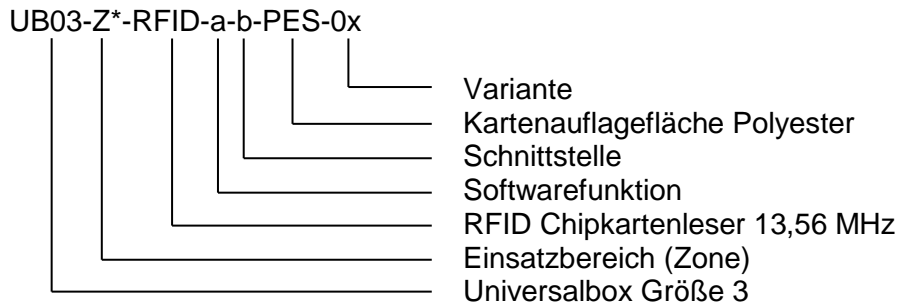 UB03-Z*-RFID-a-b-PES-0x
Variante
Kartenauflagefläche Polyester
Schnittstelle
Softwarefunktion
RFID Chipkartenleser 13,56 MHz
Einsatzbereich (Zone)
Universalbox Größe 3